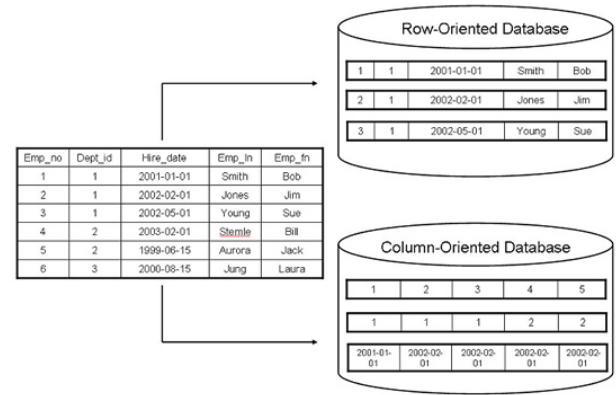 Row-Oriented Database
1 1 2001-01-01 Smith Bob
2 1 2002-02-01 Jones Jim
3 1 2002-05-01 Young Sue
Emp_no Dept_id Hire_date Emp_ln Emp_fn
1 1 2001-01-01 Smith Bob
2 1 2002-02-01 Jones Jim
3 1 2002-05-01 Young Sue
4 2 2003-02-01 Stemle Bill
5 2 1999-06-15 Aurora Jack
6 3 2000-08-15 Jung Laura
Column-Oriented Database
1 2 3 4 5
1 1 1 2 2
2001-01- 2002-02- 2002-02- 2002-02- 2002-02-
01 01 01 01 01